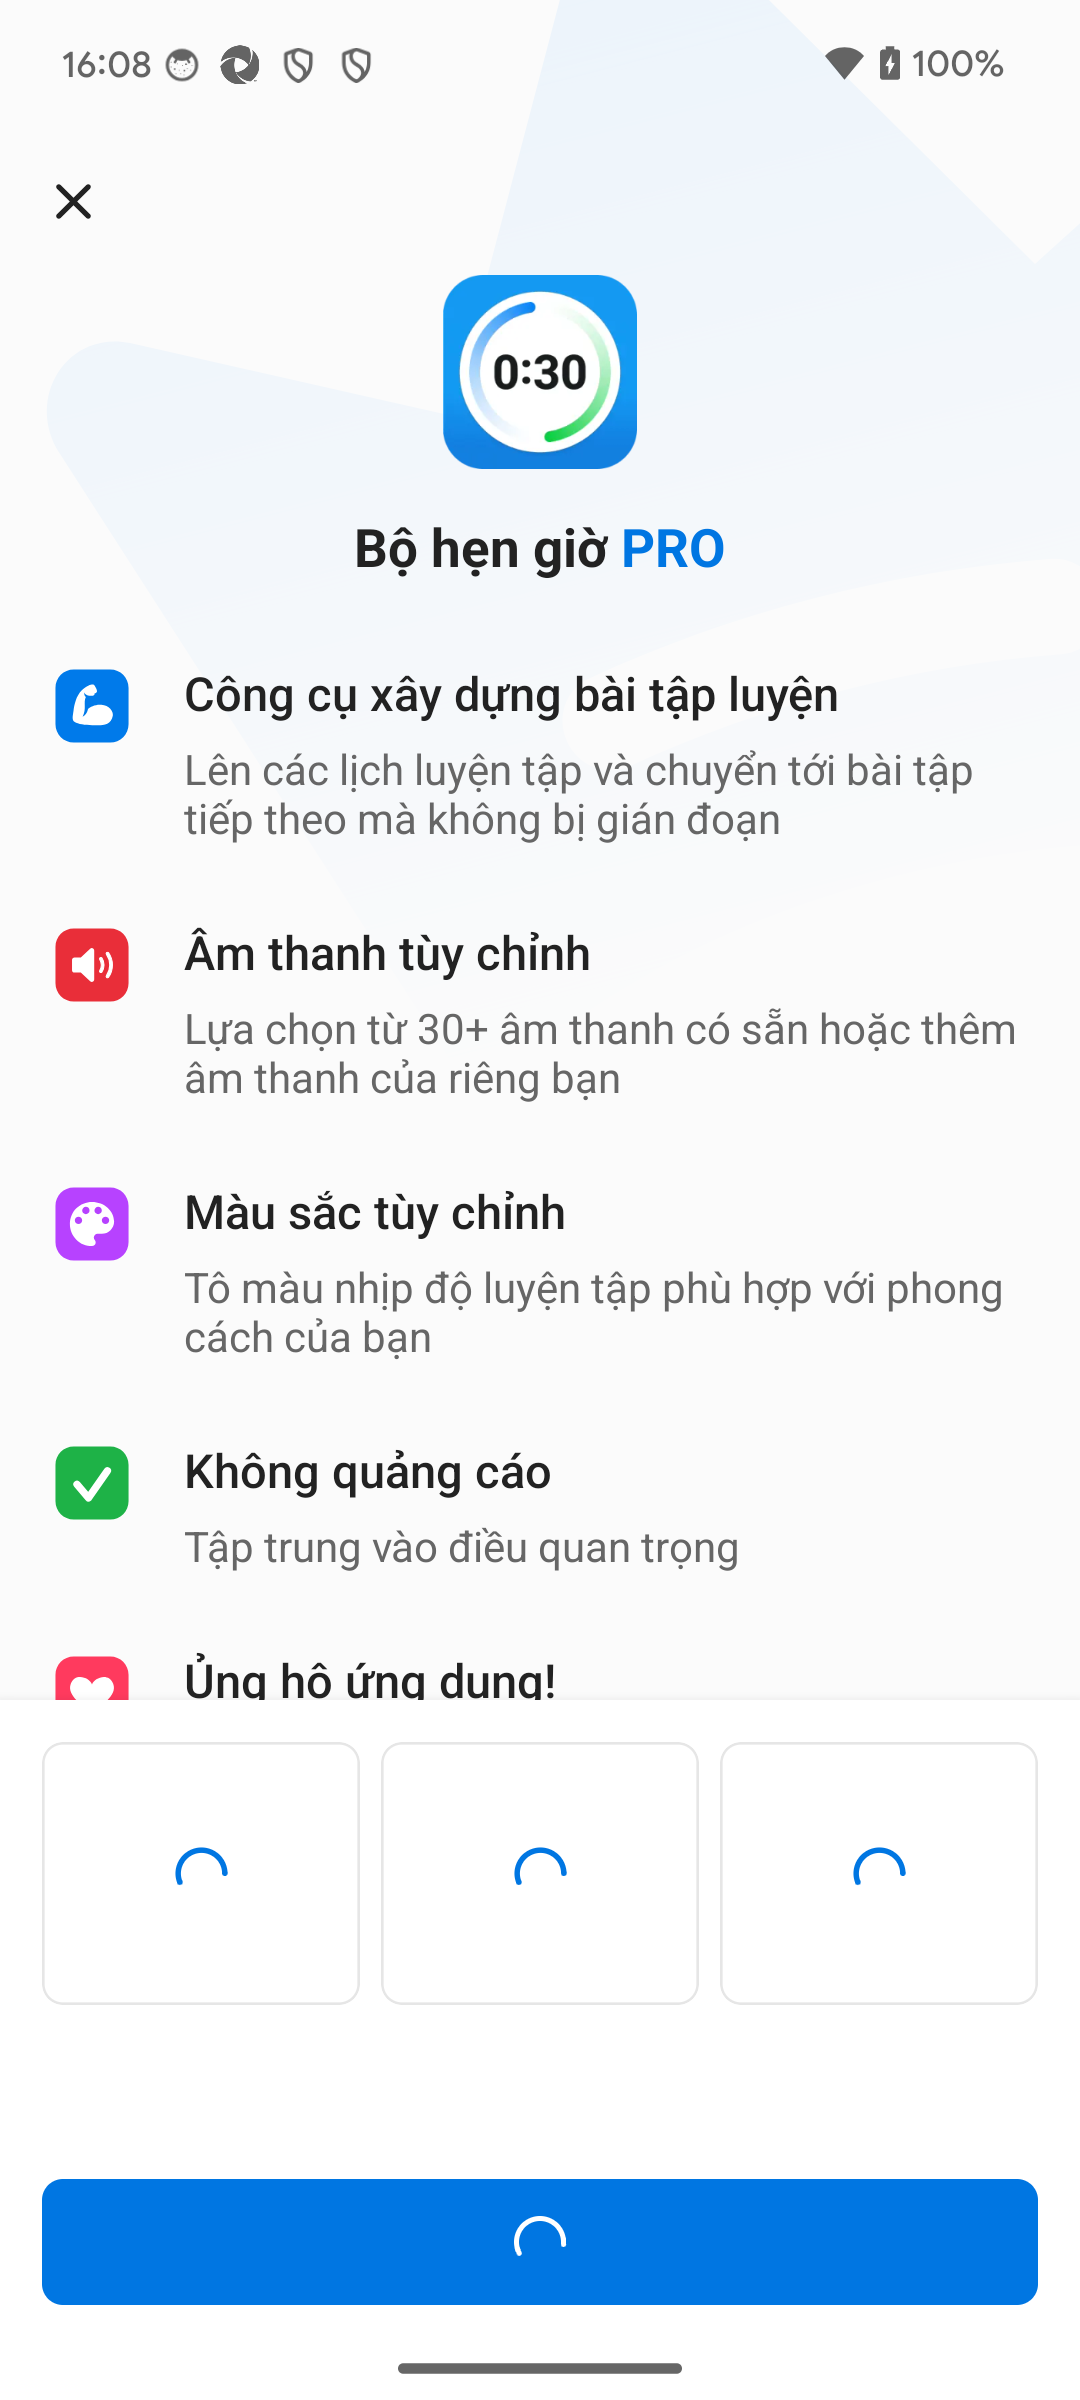 16:08
100%
0:30
Bộ hẹn giờ PRO
Công cụ xây dựng bài tập luyện
Lên các lịch luyện tập và chuyển tới bài tập
tiếp theo mà không bị gián đoạn
Âm thanh tùy chỉnh
Lựa chọn từ 30+ âm thanh có sẵn hoặc thêm
âm thanh của riêng bạn
Màu sắc tùy chỉnh
Tô màu nhịp độ luyện tập phù hợp với phong
cách của bạn
Không quảng cáo
Tập trung vào điều quan trọng
Ủng hộ ứng dụng!